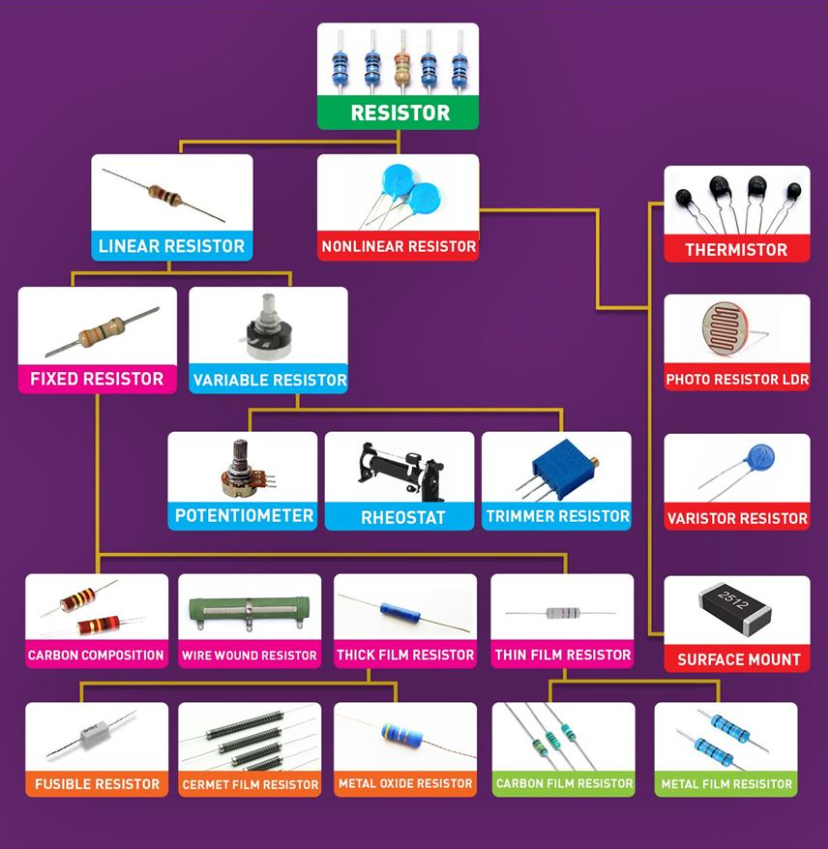 RESISTOR
LINEAR RESISTOR
NONLINEAR RESISTOR
THERMISTOR
FIXED RESISTOR
VARIABLE RESISTOR
PHOTO RESISTOR LDR
POTENTIOMETER
RHEOSTAT
TRIMMER RESISTOR
VARISTOR RESISTOR
2512
CARBON COMPOSITION
WIRE WOUND RESISTOR
THICK FILM RESISTOR
THIN FILM RESISTOR
SURFACE MOUNT
FUSIBLE RESISTOR
CERMET FILM RESISTOR
METAL OXIDE RESISTOR
CARBON FILM RESISTOR
METAL FILM RESISITOR